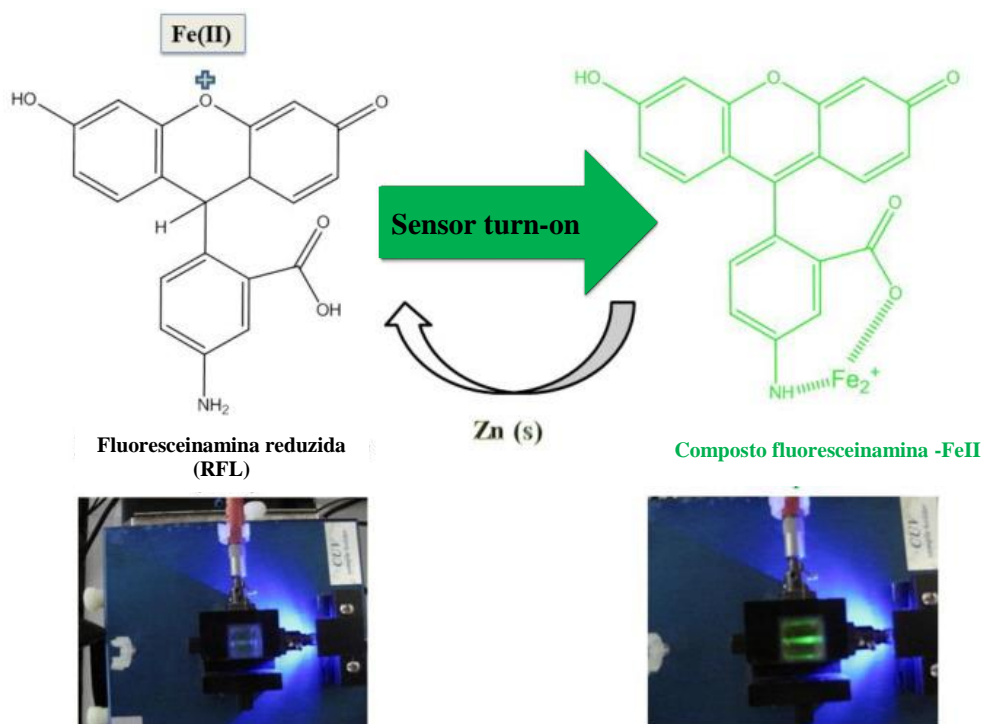 Fe(II)
HO
O
O
H
O
OH
NH2
Sensor turn-on
Zn (s)
HO
O
O
O
O
NH
Fe2+
Fluoresceinamina reduzida
(RFL)
Composto fluoresceinamina -FeII
CUV
CUV